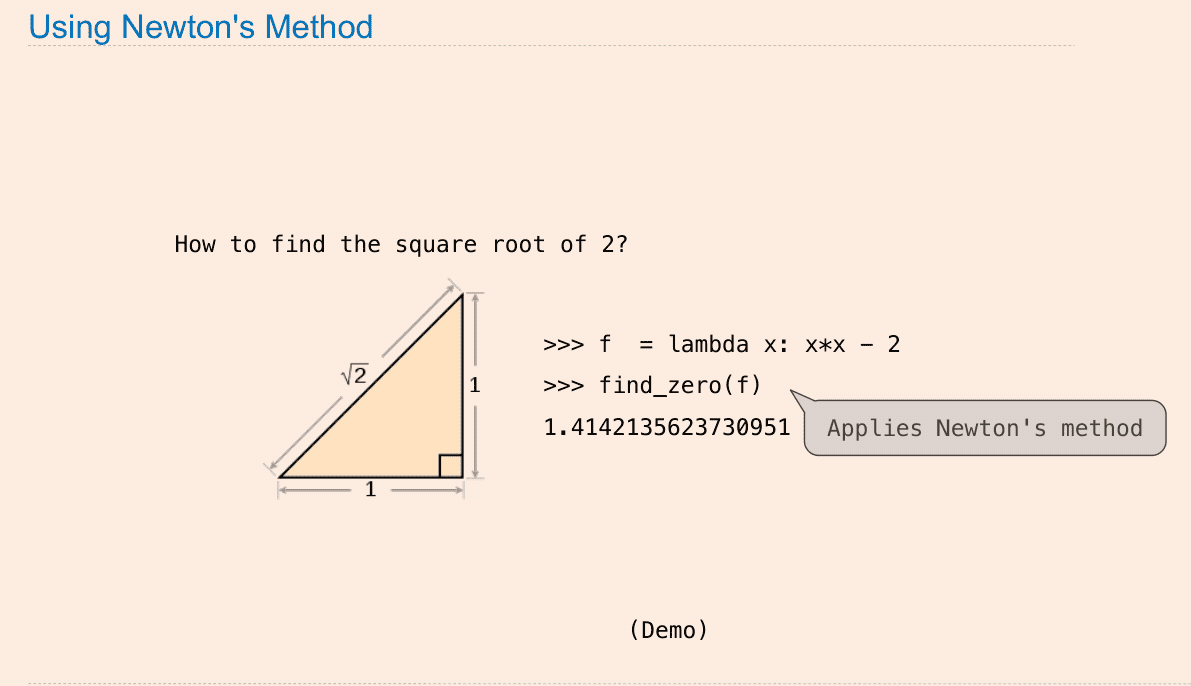 Using Newton's Method
How to find the square root of 2?
√2
1
1
>>> f  = lambda x: x*x - 2
>>> find_zero(f)
1.4142135623730951
Applies Newton's method
(Demo)